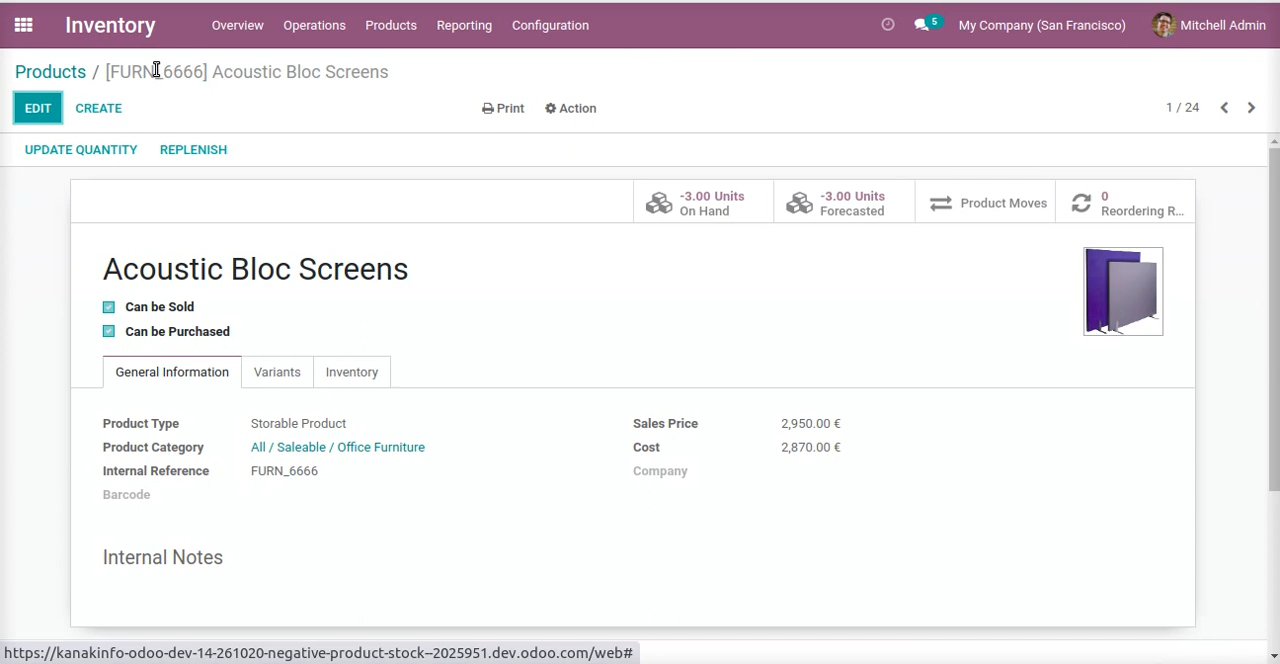 Inventory Overview Operations Products Reporting Configuration 5 My Company (San Francisco) Mitchell Admin
Products / [FURN_6666] Acoustic Bloc Screens
EDIT CREATE Print Action 1 / 24
UPDATE QUANTITY REPLENISH
-3.00 Units
On Hand
-3.00 Units
Forecasted
Product Moves
0
Reordering R...
Acoustic Bloc Screens
Can be Sold
Can be Purchased
General Information Variants Inventory
Product Type Storable Product
Product Category All / Saleable / Office Furniture
Internal Reference FURN_6666
Barcode
Sales Price 2,950.00 €
Cost 2,870.00 €
Company
Internal Notes
https://kanakinfo-odoo-dev-14-261020-negative-product-stock--2025951.dev.odoo.com/web#